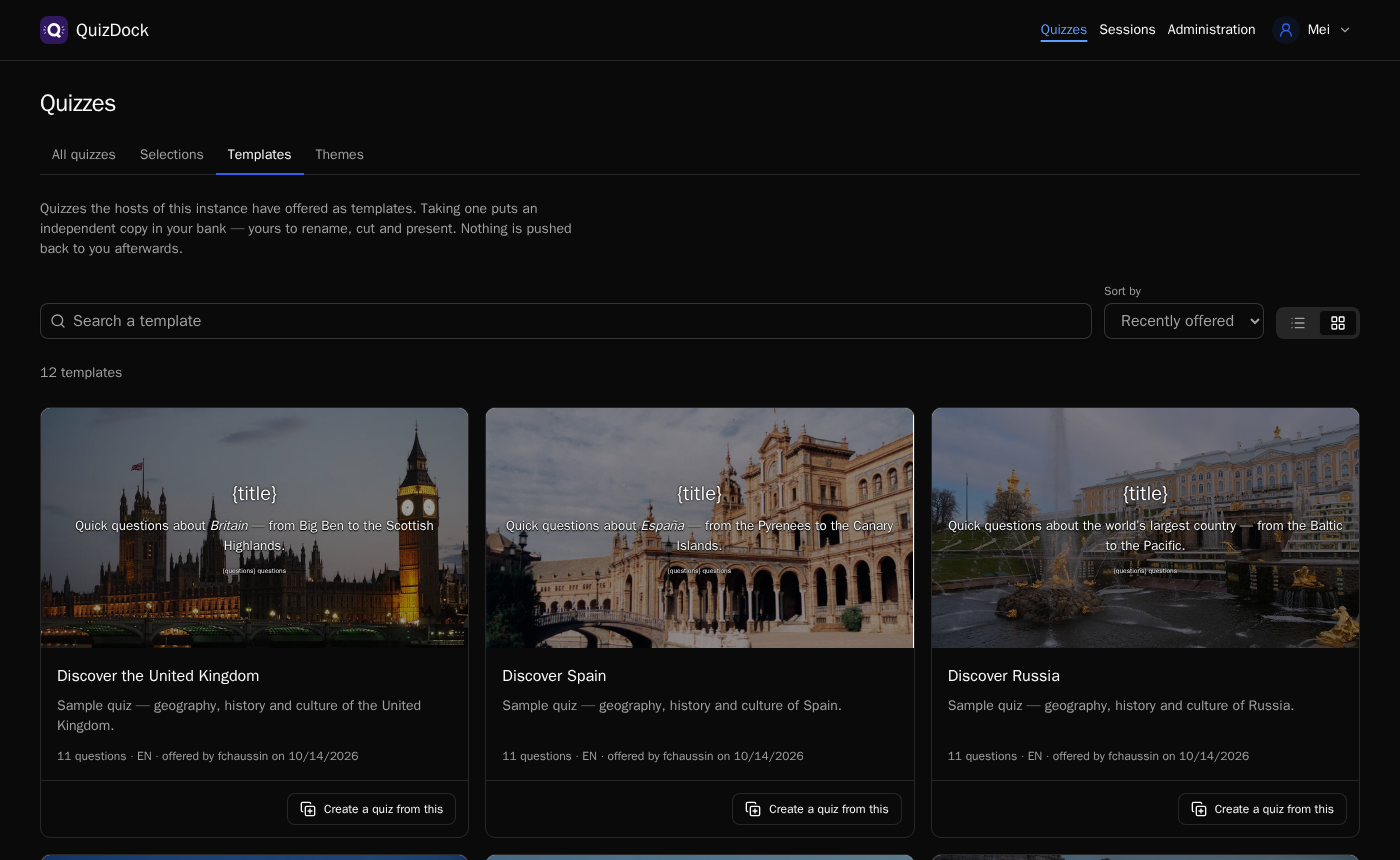 QuizDock
Quizzes
Sessions
Administration
Mei
Quizzes
All quizzes
Selections
Templates
Themes
Quizzes the hosts of this instance have offered as templates. Taking one puts an
independent copy in your bank — yours to rename, cut and present. Nothing is pushed
back to you afterwards.
Sort by
Search a template
Recently offered
12 templates
{title}
Quick questions about Britain — from Big Ben to the Scottish
Highlands.
{questions} questions
Discover the United Kingdom
Sample quiz — geography, history and culture of the United
Kingdom.
11 questions · EN · offered by fchaussin on 10/14/2026
Create a quiz from this
{title}
Quick questions about España — from the Pyrenees to the Canary
Islands.
{questions} questions
Discover Spain
Sample quiz — geography, history and culture of Spain.
11 questions · EN · offered by fchaussin on 10/14/2026
Create a quiz from this
{title}
Quick questions about the world's largest country — from the Baltic
to the Pacific.
{questions} questions
Discover Russia
Sample quiz — geography, history and culture of Russia.
11 questions · EN · offered by fchaussin on 10/14/2026
Create a quiz from this